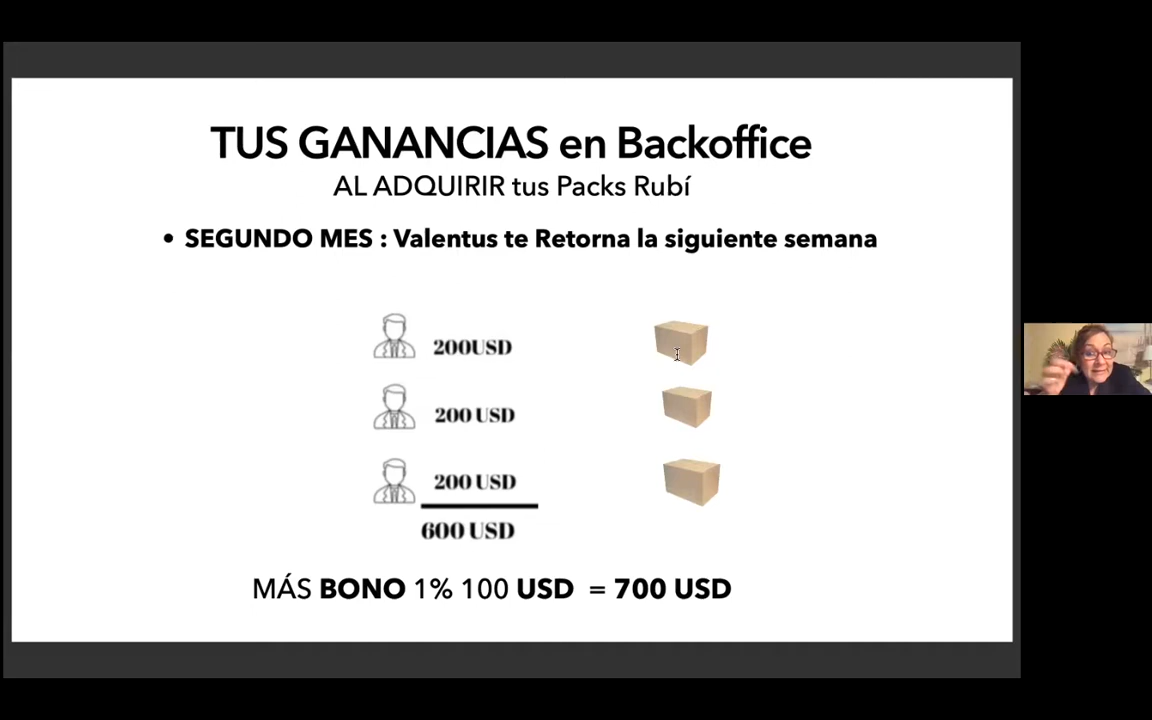 TUS GANANCIAS en Backoffice
AL ADQUIRIR tus Packs Rubí
• SEGUNDO MES : Valentus te Retorna la siguiente semana
200USD
200 USD
200 USD
600 USD
MÁS BONO 1% 100 USD = 700 USD